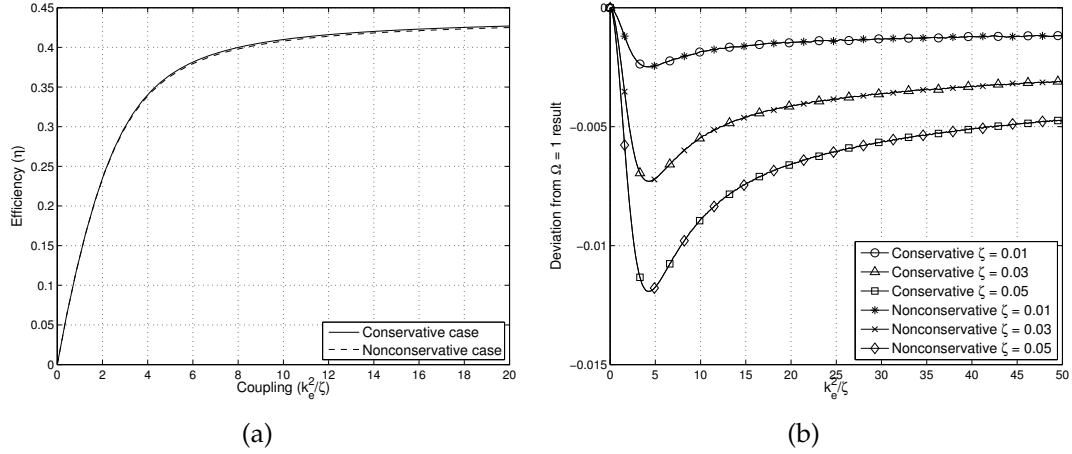 0.45
0.4
0.35
0.3
0.25
0.2
0.15
0.1
0.05
0
Efficiency (η)
0 2 4 6 8 10 12 14 16 18 20
Coupling (k_e^2/ζ)
Conservative case
Nonconservative case
(a)
0
−0.005
−0.01
−0.015
Deviation from Ω = 1 result
0 5 10 15 20 25 30 35 40 45 50
k_e^2/ζ
Conservative ζ = 0.01
Conservative ζ = 0.03
Conservative ζ = 0.05
Nonconservative ζ = 0.01
Nonconservative ζ = 0.03
Nonconservative ζ = 0.05
(b)